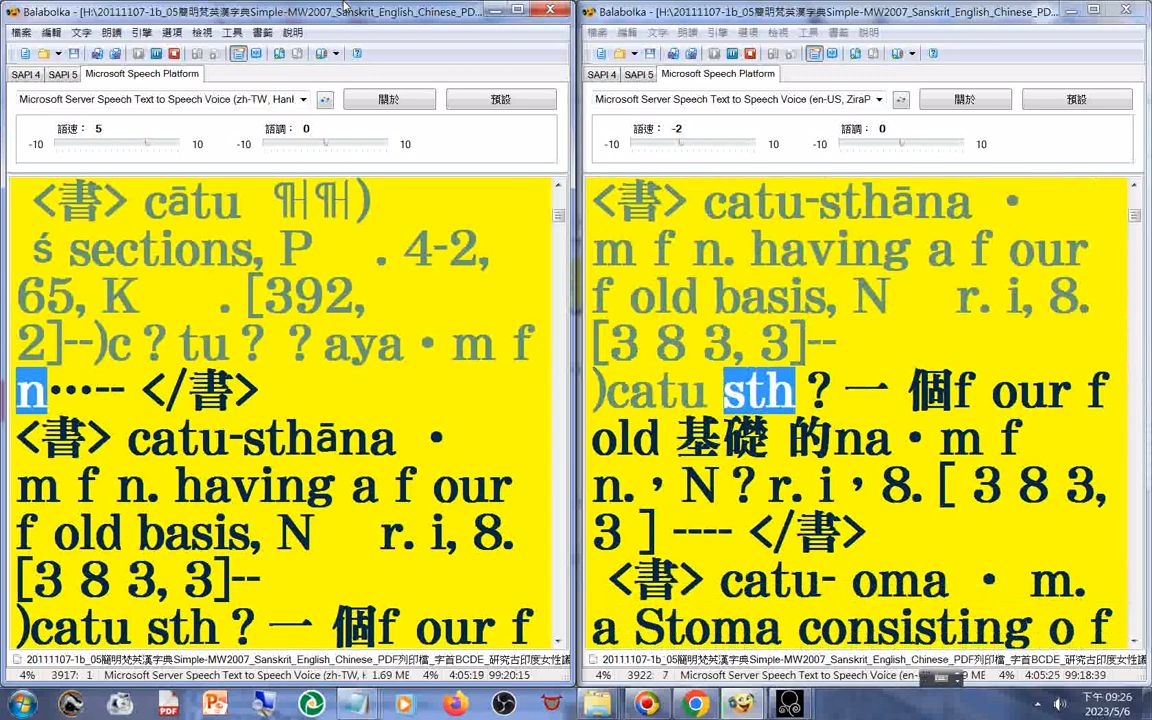 Balabolka - [H:\20111107-1b_05簡明梵英漢字典Simple-MW2007_Sanskrit_English_Chinese_PD...
檔案 編輯 文字 朗讀 引擎 選項 檢視 工具 書籤 說明
SAPI 4 SAPI 5 Microsoft Speech Platform
Microsoft Server Speech Text to Speech Voice (zh-TW, Hanl
關於
預設
語速： 5 語調： 0
-10 10 -10 10
<書> cātu ¶¶)
ś sections, P . 4-2,
65, K . [392,
2]--)c？tu？？aya•m f
n…-- </書>
<書> catu-sthāna •
m f n. having a f our
f old basis, N r. i, 8.
[3 8 3, 3]--
)catu sth？一 個f our f
20111107-1b_05簡明梵英漢字典Simple-MW2007_Sanskrit_English_Chinese_PDF列印檔_字首BCDE_研究古印度女性議
4% 3917: 1 Microsoft Server Speech Text to Speech Voice (zh-TW, H 1.69 ME 4% 4:05:19 99:20:15
Balabolka - [H:\20111107-1b_05簡明梵英漢字典Simple-MW2007_Sanskrit_English_Chinese_PD...
檔案 編輯 文字 朗讀 引擎 選項 檢視 工具 書籤 說明
SAPI 4 SAPI 5 Microsoft Speech Platform
Microsoft Server Speech Text to Speech Voice (en-US, ZiraP
關於
預設
語速： -2 語調： 0
-10 10 -10 10
<書> catu-sthāna •
m f n. having a f our
f old basis, N r. i, 8.
[3 8 3, 3]--
)catu sth？一 個f our f
old 基礎 的na•m f
n.，N？r. i，8.[ 3 8 3,
3 ] ---- </書>
<書> catu- oma • m.
a Stoma consisting o f
20111107-1b_05簡明梵英漢字典Simple-MW2007_Sanskrit_English_Chinese_PDF列印檔_字首BCDE_研究古印度女性議
4% 3922: 7 Microsoft Server Speech Text to Speech Voice (en-U ME 4% 4:05:25 99:18:39
下午 09:26
2023/5/6